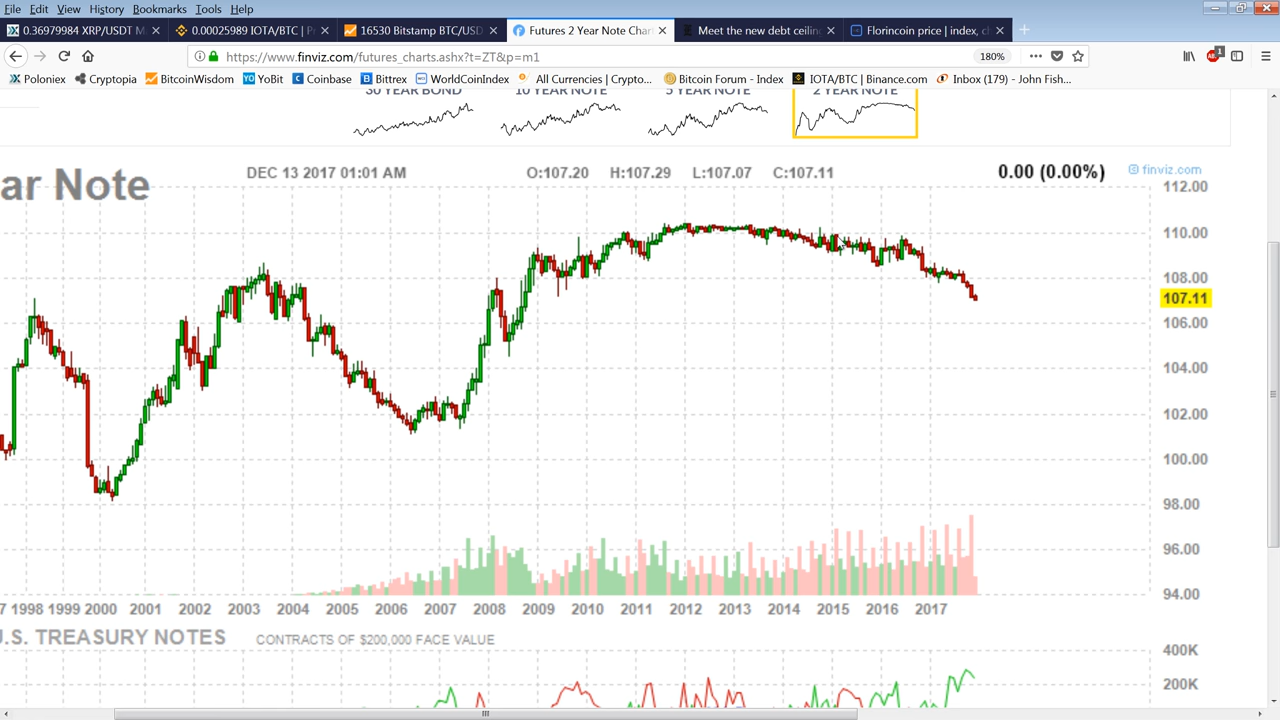 File Edit View History Bookmarks Tools Help
0.36979984 XRP/USDT M
0.00025989 IOTA/BTC | P
16530 Bitstamp BTC/USD
Futures 2 Year Note Char
Meet the new debt ceiling
Florincoin price | index, ch
https://www.finviz.com/futures_charts.ashx?t=ZT&p=m1
180%
1
Poloniex Cryptopia BitcoinWisdom YoBit Coinbase Bittrex WorldCoinIndex All Currencies | Crypto... Bitcoin Forum - Index IOTA/BTC | Binance.com Inbox (179) - John Fish...
30 YEAR BOND 10 YEAR NOTE 5 YEAR NOTE 2 YEAR NOTE
ar Note
DEC 13 2017 01:01 AM O:107.20 H:107.29 L:107.07 C:107.11 0.00 (0.00%) finviz.com
112.00
110.00
108.00
107.11
106.00
104.00
102.00
100.00
98.00
96.00
94.00
7 1998 1999 2000 2001 2002 2003 2004 2005 2006 2007 2008 2009 2010 2011 2012 2013 2014 2015 2016 2017
U.S. TREASURY NOTES CONTRACTS OF $200,000 FACE VALUE
400K
200K